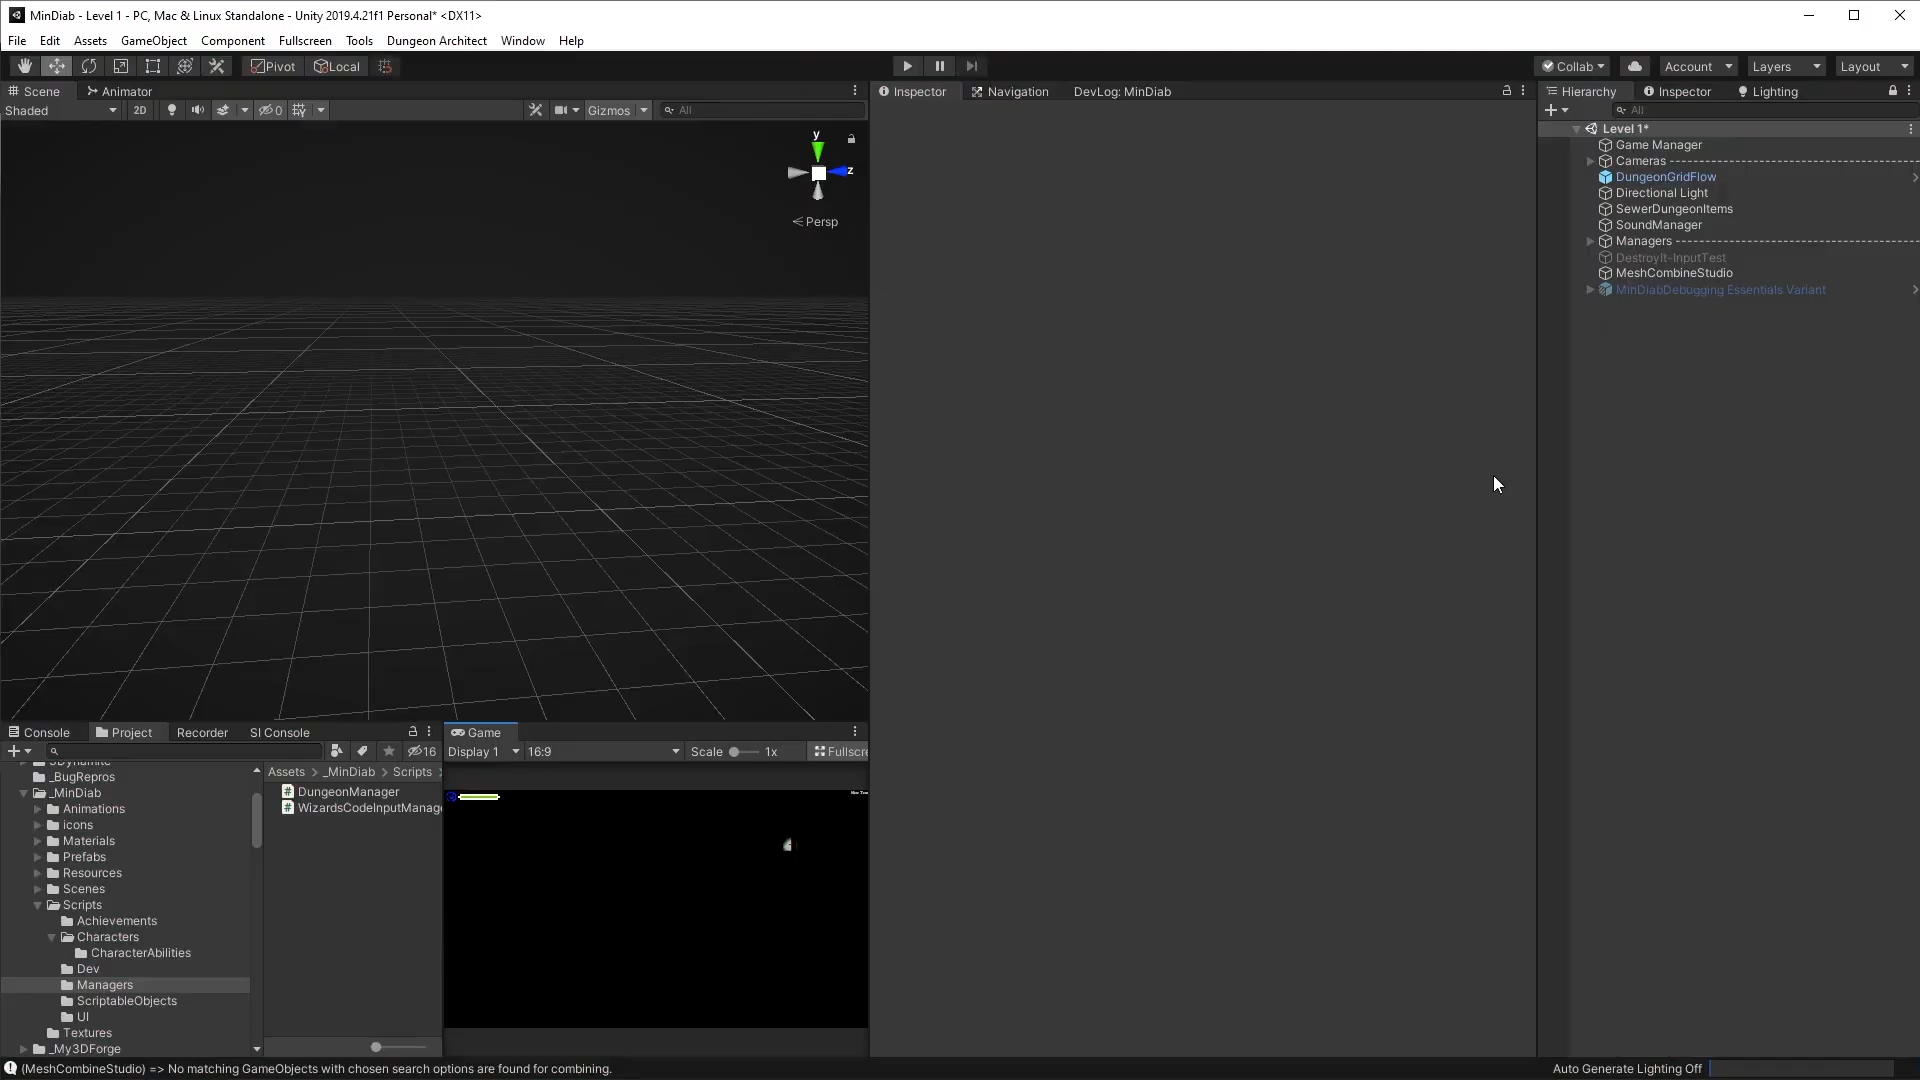 MinDiab - Level 1 - PC, Mac & Linux Standalone - Unity 2019.4.21f1 Personal* <DX11>
File Edit Assets GameObject Component Fullscreen Tools Dungeon Architect Window Help
Pivot Local Collab Account Layers Layout
Scene Animator
Inspector Navigation DevLog: MinDiab
Hierarchy Inspector Lighting
Shaded 2D 0 Gizmos All
All
y
z
Persp
Level 1*
Game Manager
Cameras ---------------------------------------
DungeonGridFlow
Directional Light
SewerDungeonItems
SoundManager
Managers --------------------------------------
DestroyIt-InputTest
MeshCombineStudio
MinDiabDebugging Essentials Variant
Console Project Recorder SI Console
16
_BugRepros
_MinDiab
Animations
icons
Materials
Prefabs
Resources
Scenes
Scripts
Achievements
Characters
CharacterAbilities
Dev
Managers
ScriptableObjects
UI
Textures
_My3DForge
Assets > _MinDiab > Scripts >
DungeonManager
WizardsCodeInputManage
Game
Display 1 16:9 Scale 1x Fullscre
(MeshCombineStudio) => No matching GameObjects with chosen search options are found for combining.
Auto Generate Lighting Off